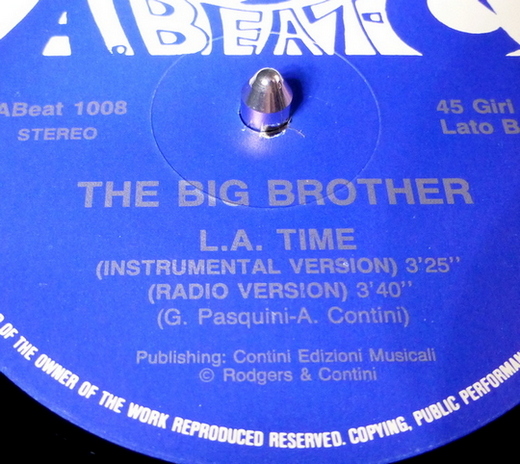 A.BEAT.
ABeat 1008
STEREO
45 Giri
Lato B
THE BIG BROTHER
L.A. TIME
(INSTRUMENTAL VERSION) 3'25''
(RADIO VERSION) 3'40''
(G. Pasquini-A. Contini)
Publishing: Contini Edizioni Musicali
© Rodgers & Contini
OF THE OWNER OF THE WORK REPRODUCED RESERVED. COPYING, PUBLIC